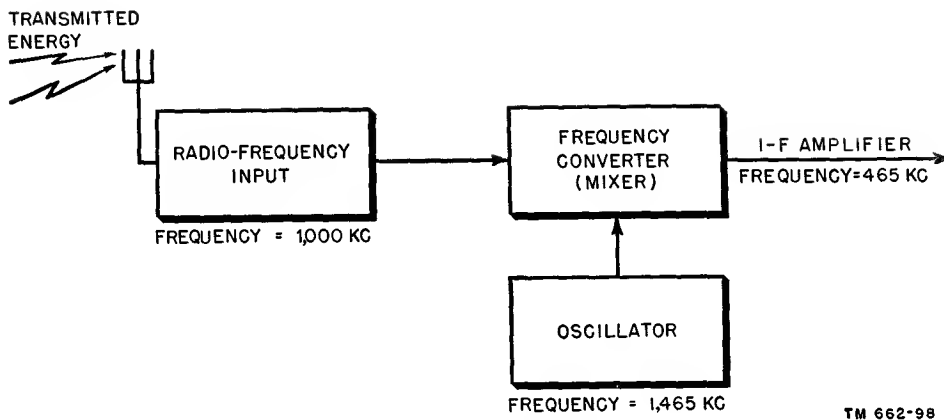 TRANSMITTED
ENERGY
RADIO-FREQUENCY
INPUT
FREQUENCY = 1,000 KC
FREQUENCY
CONVERTER
(MIXER)
I-F AMPLIFIER
FREQUENCY=465 KC
OSCILLATOR
FREQUENCY = 1,465 KC
TM 662-98